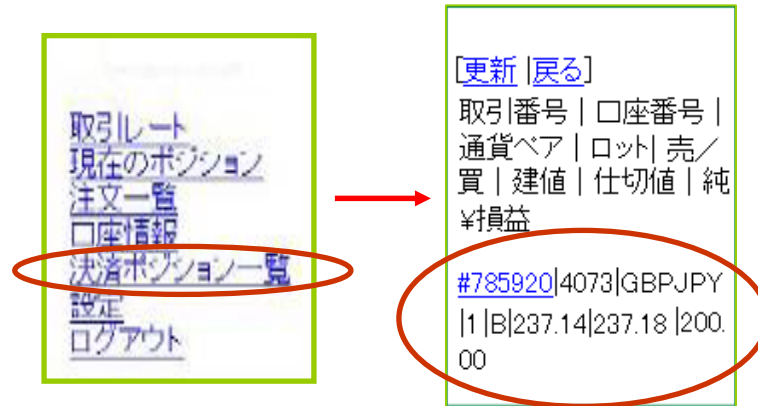 取引レート
現在のポジション
注文一覧
口座情報
決済ポジション一覧
設定
ログアウト
[更新 |戻る]
取引番号 | 口座番号 |
通貨ペア | ロット| 売／
買 | 建値 | 仕切値 | 純
¥損益
#785920|4073|GBPJPY
|1 |B|237.14|237.18 |200.
00